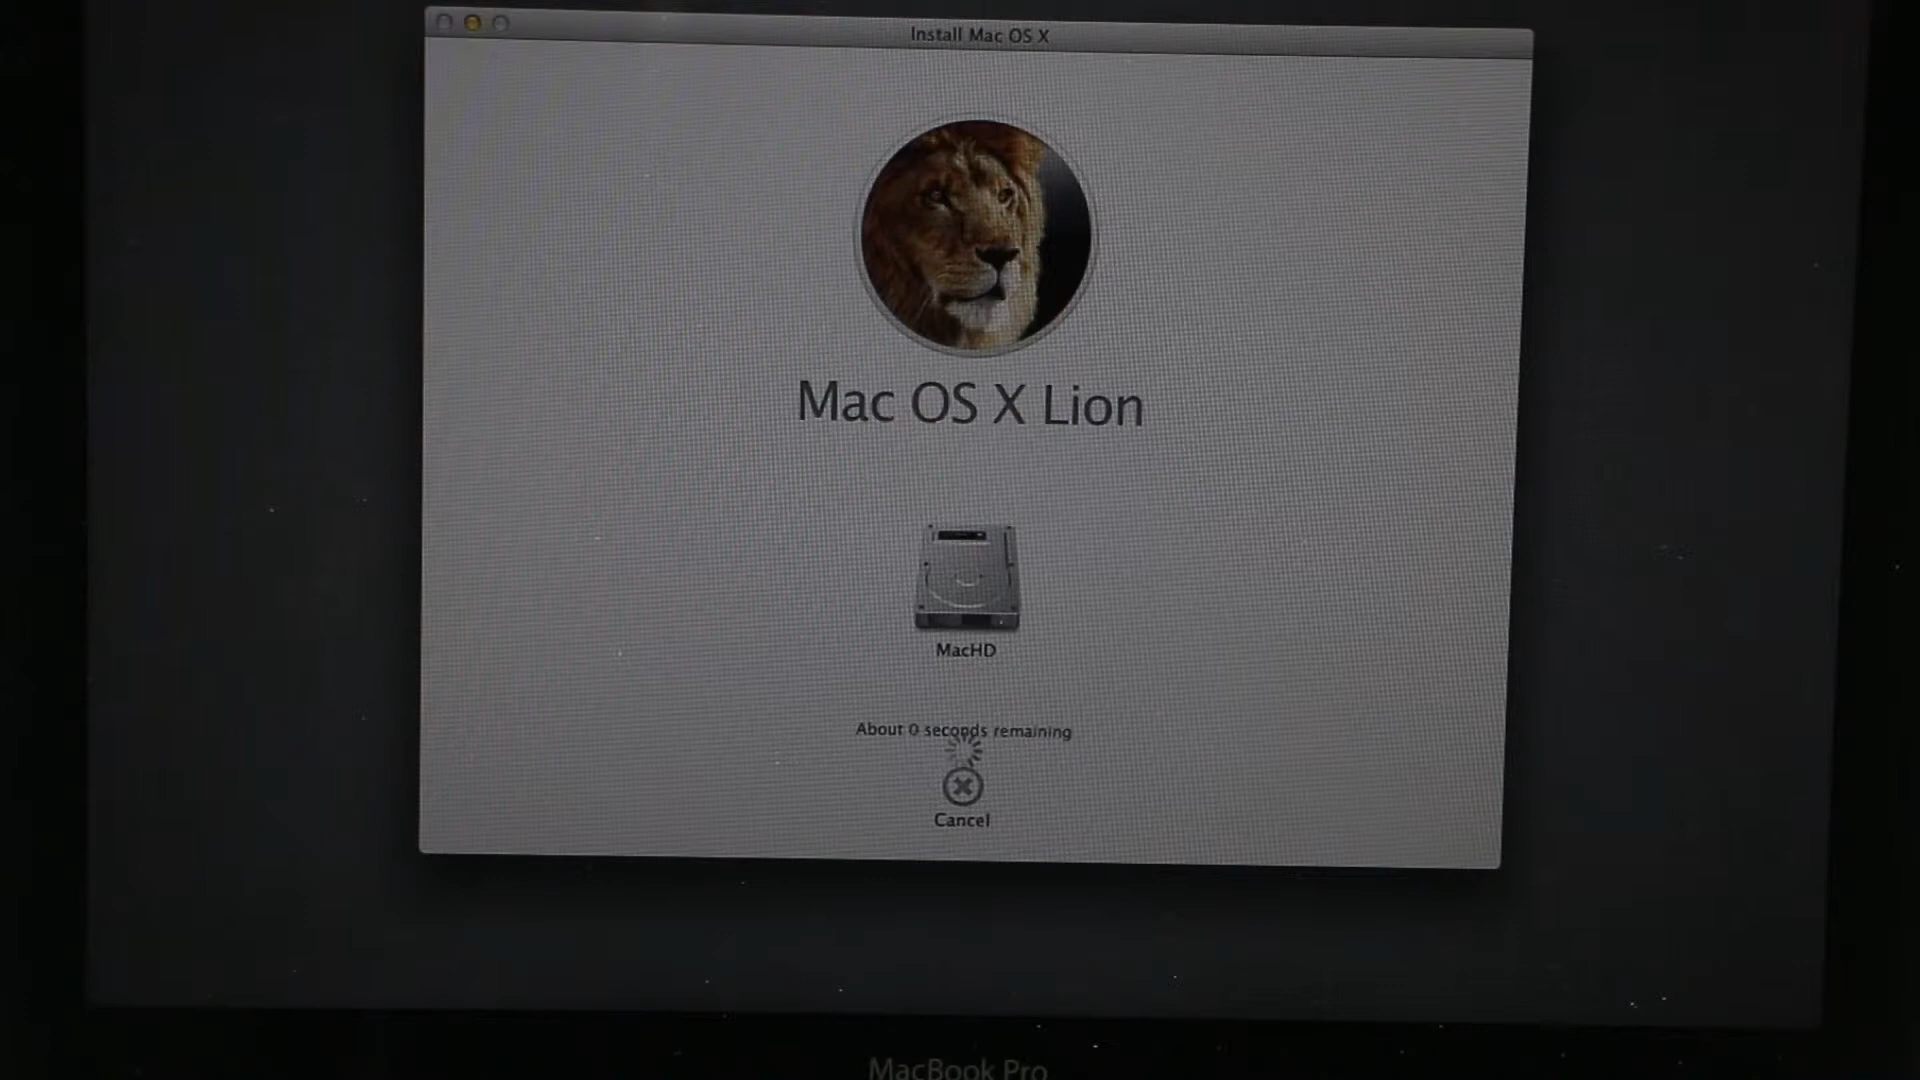 Install Mac OS X
Mac OS X Lion
MacHD
About 0 seconds remaining
Cancel
MacBook Pro